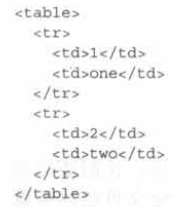 <table>
  <tr>
    <td>1</td>
    <td>one</td>
  </tr>
  <tr>
    <td>2</td>
    <td>two</td>
  </tr>
</table>